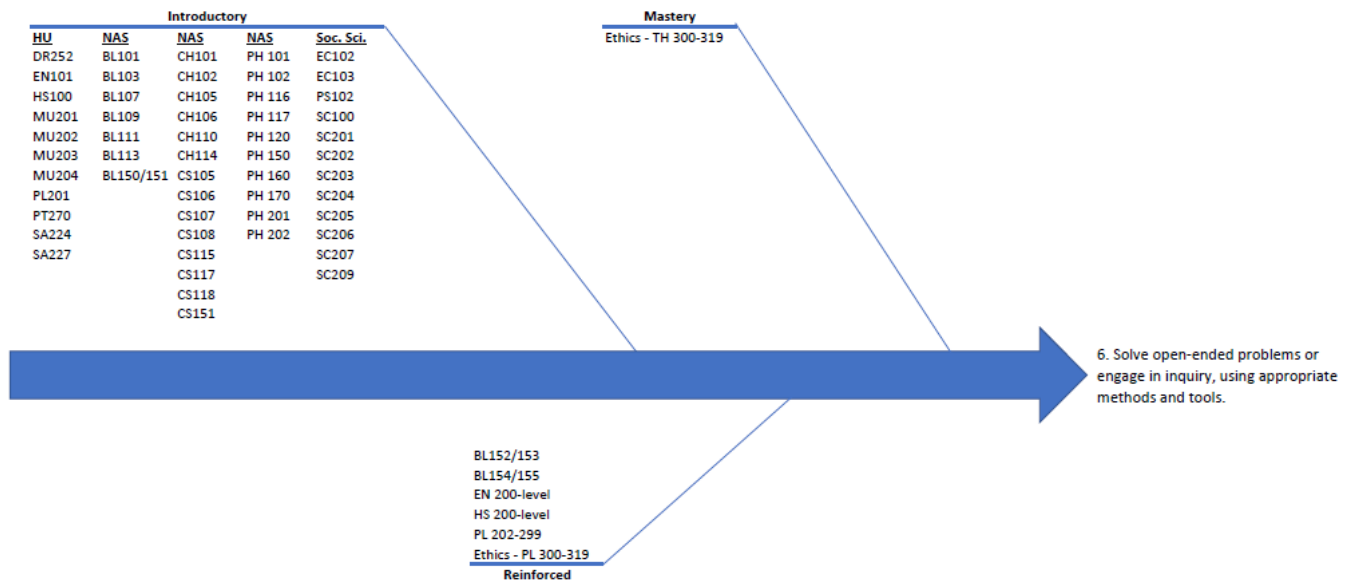 Introductory
HU NAS NAS NAS Soc. Sci.
DR252 BL101 CH101 PH 101 EC102
EN101 BL103 CH102 PH 102 EC103
HS100 BL107 CH105 PH 116 PS102
MU201 BL109 CH106 PH 117 SC100
MU202 BL111 CH110 PH 120 SC201
MU203 BL113 CH114 PH 150 SC202
MU204 BL150/151 CS105 PH 160 SC203
PL201 CS106 PH 170 SC204
PT270 CS107 PH 201 SC205
SA224 CS108 PH 202 SC206
SA227 CS115 SC207
CS117 SC209
CS118
CS151
Mastery
Ethics - TH 300-319
6. Solve open-ended problems or
engage in inquiry, using appropriate
methods and tools.
BL152/153
BL154/155
EN 200-level
HS 200-level
PL 202-299
Ethics - PL 300-319
Reinforced